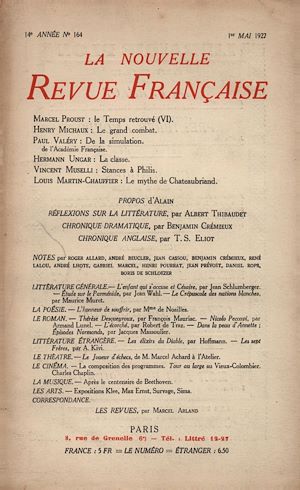 14e ANNÉE No 164 1er MAI 1927
LA NOUVELLE
REVUE FRANÇAISE
MARCEL PROUST : le Temps retrouvé (VI).
HENRY MICHAUX : Le grand combat.
PAUL VALÉRY : De la simulation.
de l'Académie Française.
HERMANN UNGAR : La classe.
VINCENT MUSELLI : Stances à Philis.
LOUIS MARTIN-CHAUFFIER : Le mythe de Chateaubriand.
PROPOS d'ALAIN
RÉFLEXIONS SUR LA LITTÉRATURE, par ALBERT THIBAUDET
CHRONIQUE DRAMATIQUE, par BENJAMIN CRÉMIEUX
CHRONIQUE ANGLAISE, par T. S. ELIOT
NOTES par ROGER ALLARD, ANDRÉ BEUCLER, JEAN CASSOU, BENJAMIN CRÉMIEUX, RENÉ
LALOU, ANDRÉ LHOTE, GABRIEL MARCEL, HENRI POURRAT, JEAN PRÉVOST, DANIEL ROPS,
BORIS DE SCHLOEZER
LITTÉRATURE GÉNÉRALE. — L'enfant qui s'accuse et Césaire, par Jean Schlumberger.
— Étude sur le Parménide, par Jean Wahl. — Le Crépuscule des nations blanches,
par Maurice Muret.
LA POÉSIE. — L'honneur de souffrir, par Mme de Noailles.
LE ROMAN. — Thérèse Desqueyroux, par François Mauriac. — Nicolo Peccavi, par
Armand Lunel. — L'écorché, par Robert de Traz. — Dans la peau d'Annette ;
Épisodes Normands, par Jacques Massoulier.
LITTÉRATURE ÉTRANGÈRE. — Les élixirs du Diable, par Hoffmann. — Les sept
Frères, par A. Kivi.
LE THÉATRE. — Le Joueur d'échecs, de M. Marcel Achard à l'Atelier.
LE CINÉMA. — La composition des programmes. Tour au large au Vieux-Colombier.
Charles Chaplin.
LA MUSIQUE. — Après le centenaire de Beethoven.
LES ARTS. — Expositions Klee, Max Ernst, Survage, Sima.
CORRESPONDANCE.
LES REVUES, par MARCEL ARLAND
PARIS
3, rue de Grenelle (6e) — Tél. : Littré 12-27
FRANCE : 5 FR — LE NUMÉRO — ÉTRANGER : 6.50